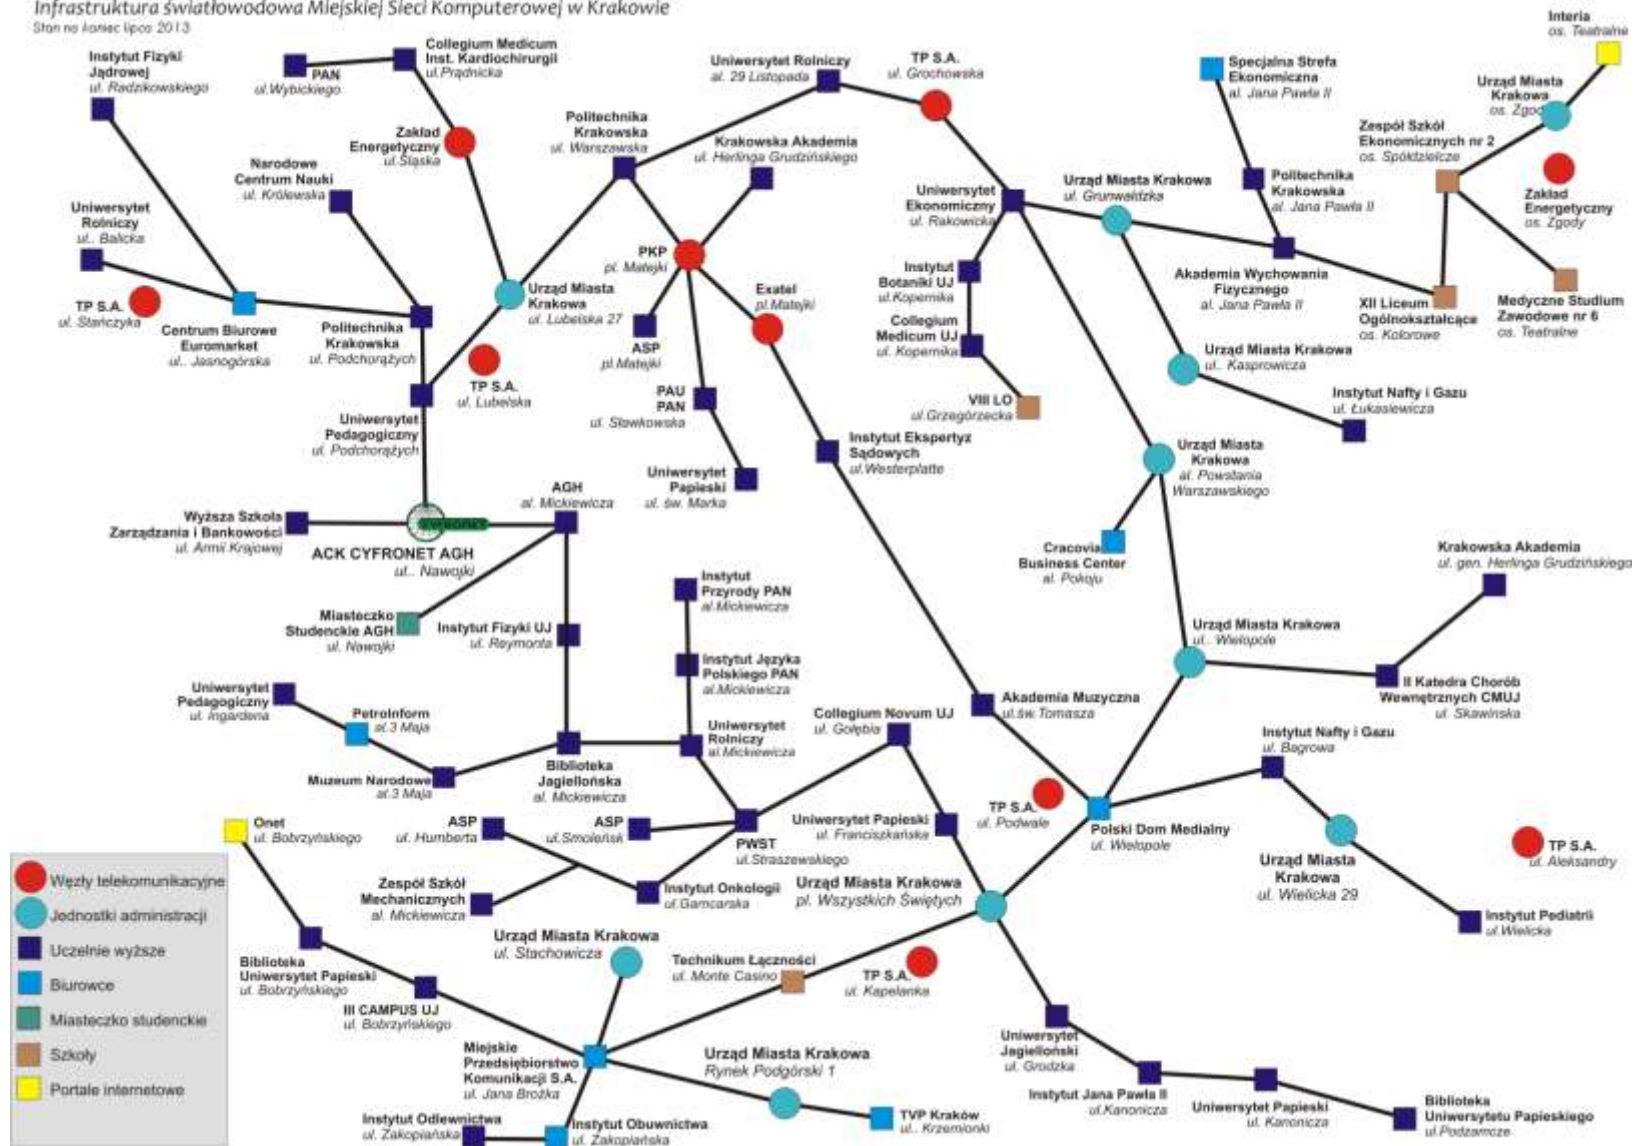 Infrastruktura światłowodowa Miejskiej Sieci Komputerowej w Krakowie
Stan na koniec lipca 2013
Interia
os. Teatralne
Instytut Fizyki
Jądrowej
ul. Radzikowskiego
PAN
ul.Wybickiego
Collegium Medicum
Inst. Kardiochirurgii
ul.Prądnicka
Uniwersytet Rolniczy
al. 29 Listopada
TP S.A.
ul. Grochowska
Specjalna Strefa
Ekonomiczna
al. Jana Pawła II
Urząd Miasta
Krakowa
os. Zgody
Zakład
Energetyczny
ul.Śląska
Politechnika
Krakowska
ul. Warszawska
Krakowska Akademia
ul. Herlinga Grudzińskiego
Zespół Szkół
Ekonomicznych nr 2
os. Spółdzielcze
Narodowe
Centrum Nauki
ul. Królewska
Uniwersytet
Ekonomiczny
ul. Rakowicka
Urząd Miasta Krakowa
ul. Grunwaldzka
Politechnika
Krakowska
al. Jana Pawła II
Zakład
Energetyczny
os. Zgody
Uniwersytet
Rolniczy
ul.. Balicka
PKP
pl. Matejki
Exatel
pl.Matejki
Instytut
Botaniki UJ
ul.Kopernika
Akademia Wychowania
Fizycznego
al. Jana Pawła II
XII Liceum
Ogólnokształcące
os. Kolorowe
Medyczne Studium
Zawodowe nr 6
os. Teatralne
TP S.A.
ul. Stańczyka
Centrum Biurowe
Euromarket
ul.. Jasnogórska
Politechnika
Krakowska
ul. Podchorążych
Urząd Miasta
Krakowa
ul. Lubelska 27
ASP
pl.Matejki
Collegium
Medicum UJ
ul. Kopernika
Urząd Miasta Krakowa
ul.. Kasprowicza
TP S.A.
ul. Lubelska
PAU
PAN
ul. Sławkowska
VIII LO
ul.Grzegórzecka
Instytut Nafty i Gazu
ul. Łukasiewicza
Uniwersytet
Pedagogiczny
ul. Podchorążych
Instytut Ekspertyz
Sądowych
ul.Westerplatte
Urząd Miasta
Krakowa
al. Powstania
Warszawskiego
Uniwersytet
Papieski
ul. św. Marka
AGH
al. Mickiewicza
Wyższa Szkoła
Zarządzania i Bankowości
ul. Armii Krajowej
CYFRONET
ACK CYFRONET AGH
ul.. Nawojki
Cracovia
Business Center
al. Pokoju
Krakowska Akademia
ul. gen. Herlinga Grudzińskiego
Instytut
Przyrody PAN
al.Mickiewicza
Miasteczko
Studenckie AGH
ul. Nawojki
Instytut Fizyki UJ
ul. Reymonta
Urząd Miasta Krakowa
ul.. Wielopole
Instytut Języka
Polskiego PAN
al.Mickiewicza
II Katedra Chorób
Wewnętrznych CMUJ
ul. Skawińska
Uniwersytet
Pedagogiczny
ul. Ingardena
PetroInform
al.3 Maja
Uniwersytet
Rolniczy
ul.Mickiewicza
Collegium Novum UJ
ul. Gołębia
Akademia Muzyczna
ul.św.Tomasza
Instytut Nafty i Gazu
ul. Bagrowa
Muzeum Narodowe
al.3 Maja
Biblioteka
Jagiellońska
al. Mickiewicza
TP S.A.
ul. Podwale
Onet
ul. Bobrzyńskiego
ASP
ul. Humberta
ASP
ul.Smoleńsk
PWST
ul.Straszewskiego
Uniwersytet Papieski
ul. Franciszkańska
Polski Dom Medialny
ul. Wielopole
Urząd Miasta
Krakowa
ul. Wielicka 29
TP S.A.
ul. Aleksandry
Węzły telekomunikacyjne
Jednostki administracji
Uczelnie wyższe
Biurowce
Miasteczko studenckie
Szkoły
Portale internetowe
Zespół Szkół
Mechanicznych
al. Mickiewicza
Instytut Onkologii
ul.Garncarska
Urząd Miasta Krakowa
pl. Wszystkich Świętych
Instytut Pediatrii
ul.Wielicka
Urząd Miasta Krakowa
ul. Stachowicza
Technikum Łączności
ul. Monte Casino
TP S.A.
ul. Kapelanka
Biblioteka
Uniwersytet Papieski
ul. Bobrzyńskiego
III CAMPUS UJ
ul. Bobrzyńskiego
Miejskie
Przedsiębiorstwo
Komunikacji S.A.
ul. Jana Brożka
Urząd Miasta Krakowa
Rynek Podgórski 1
Uniwersytet
Jagielloński
ul. Grodzka
Instytut Jana Pawła II
ul.Kanonicza
Uniwersytet Papieski
ul. Kanonicza
Biblioteka
Uniwersytetu Papieskiego
ul.Podzamcze
Instytut Odlewnictwa
ul. Zakopiańska
Instytut Obuwnictwa
ul. Zakopiańska
TVP Kraków
ul.. Krzemionki